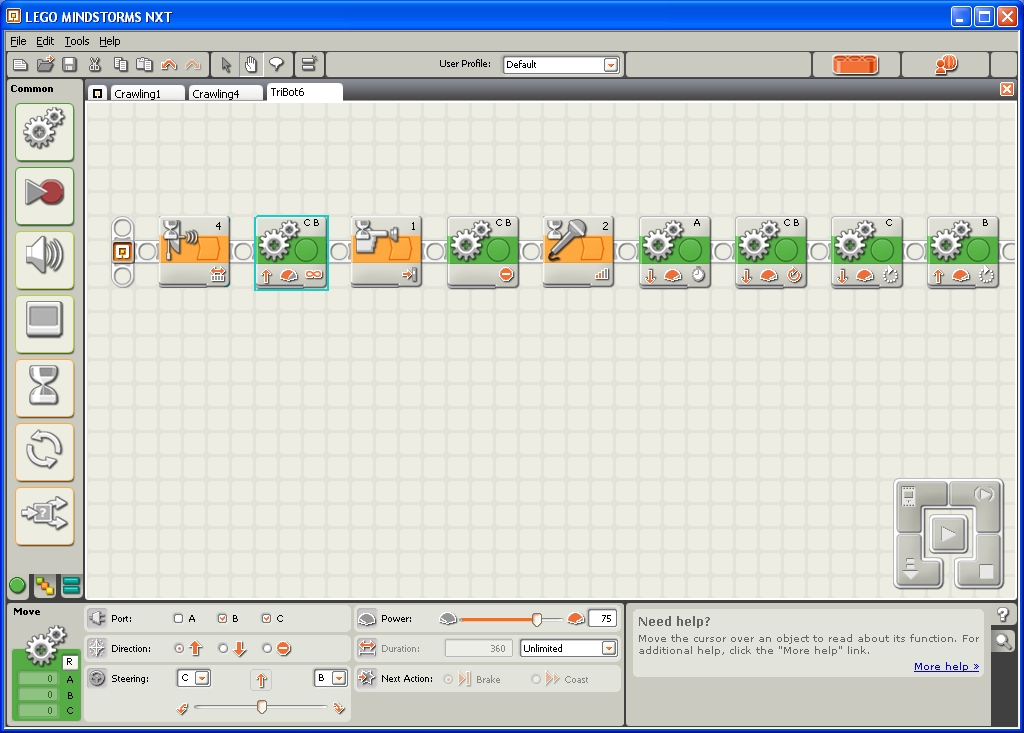 LEGO MINDSTORMS NXT
File Edit Tools Help
User Profile: Default
Common
Crawling1 Crawling4 TriBot6
4 C B 1 C B 2 A C B C B
Move
R
0 A
0 B
0 C
Port: A B C
Direction:
Steering: C B
Power: 75
Duration: 360 Unlimited
Next Action: Brake Coast
Need help?
Move the cursor over an object to read about its function. For
additional help, click the "More help" link.
More help »
?